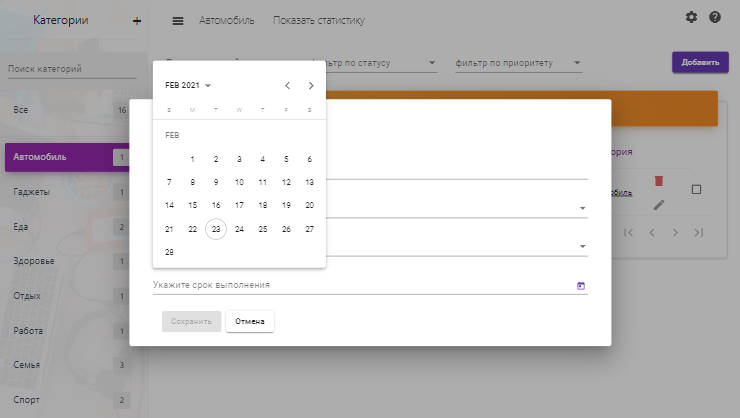 Категории +
Автомобиль Показать статистику
Поиск категорий
фильтр по статусу
фильтр по приоритету
Добавить
Все 16
Автомобиль 1
Гаджеты 2
Еда 2
Здоровье 1
Отдых 1
Работа 1
Семья 3
Спорт 2
FEB 2021
S M T W T F S
FEB
1 2 3 4 5 6
7 8 9 10 11 12 13
14 15 16 17 18 19 20
21 22 23 24 25 26 27
28
Укажите срок выполнения
Сохранить Отмена